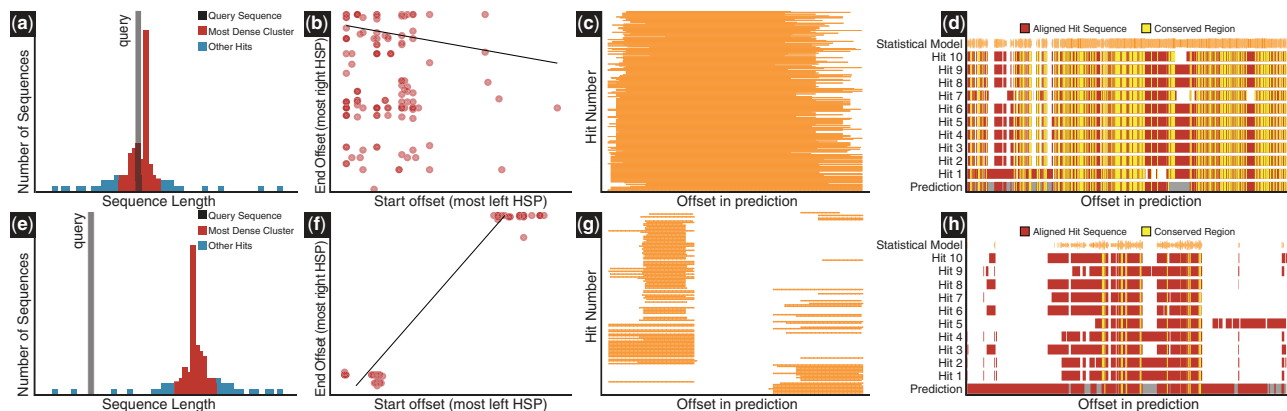 (a)
query
Query Sequence
Most Dense Cluster
Other Hits
Number of Sequences
Sequence Length
(b)
End Offset (most right HSP)
Start offset (most left HSP)
(c)
Hit Number
Offset in prediction
(d)
Aligned Hit Sequence
Conserved Region
Statistical Model
Hit 10
Hit 9
Hit 8
Hit 7
Hit 6
Hit 5
Hit 4
Hit 3
Hit 2
Hit 1
Prediction
Offset in prediction
(e)
query
Query Sequence
Most Dense Cluster
Other Hits
Number of Sequences
Sequence Length
(f)
End Offset (most right HSP)
Start offset (most left HSP)
(g)
Hit Number
Offset in prediction
(h)
Aligned Hit Sequence
Conserved Region
Statistical Model
Hit 10
Hit 9
Hit 8
Hit 7
Hit 6
Hit 5
Hit 4
Hit 3
Hit 2
Hit 1
Prediction
Offset in prediction